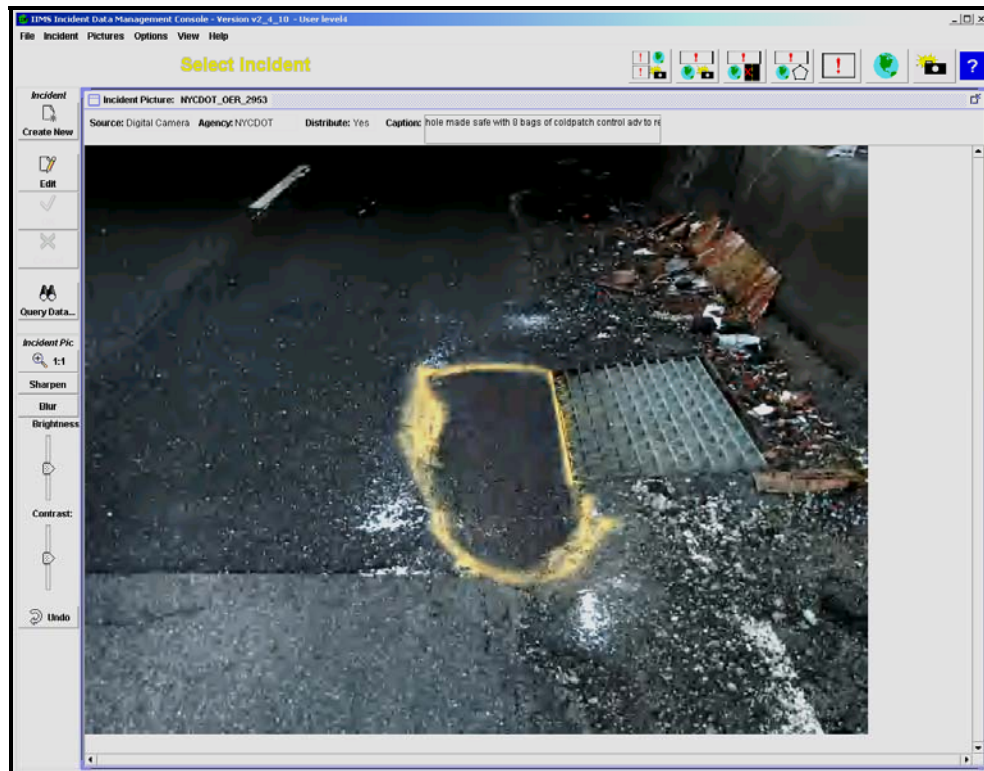 IIMS Incident Data Management Console - Version v2_4_10 - User level4
File Incident Pictures Options View Help
Select Incident
Incident
Create New
Edit
Query Data...
Incident Pic
1:1
Sharpen
Blur
Brightness
Contrast:
Undo
Incident Picture: NYCDOT_OER_2953
Source: Digital Camera Agency: NYCDOT Distribute: Yes Caption: hole made safe with 8 bags of coldpatch control adv to re